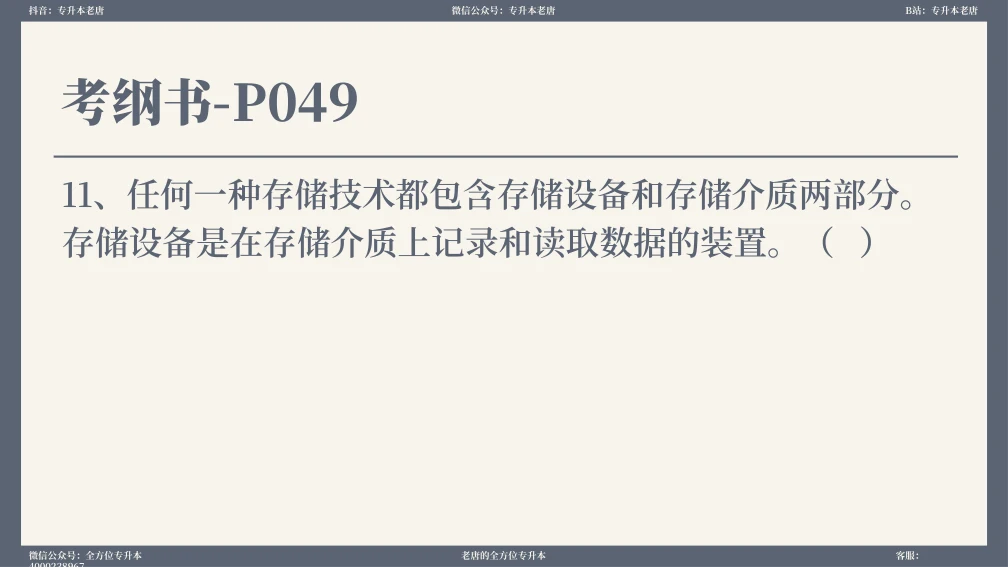 抖音：专升本老唐
微信公众号：专升本老唐
B站：专升本老唐
考纲书-P049
11、任何一种存储技术都包含存储设备和存储介质两部分。
存储设备是在存储介质上记录和读取数据的装置。（ ）
微信公众号：全方位专升本
老唐的全方位专升本
客服：
4000238967